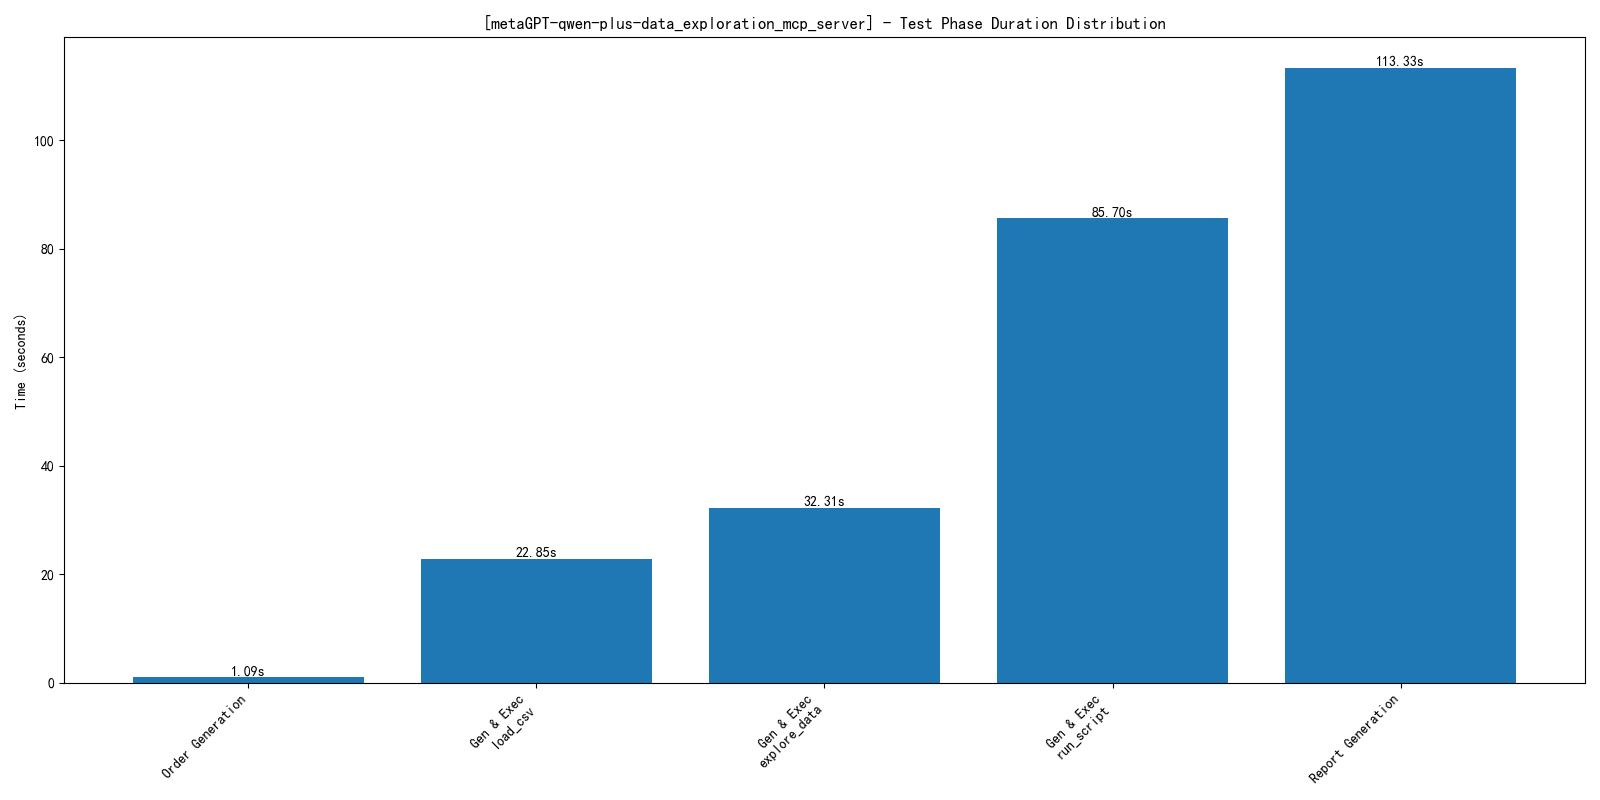 [metaGPT-qwen-plus-data_exploration_mcp_server] - Test Phase Duration Distribution
Time (seconds)
100
80
60
40
20
0
1.09s
22.85s
32.31s
85.70s
113.33s
Order Generation
Gen & Exec
load_csv
Gen & Exec
explore_data
Gen & Exec
run_script
Report Generation